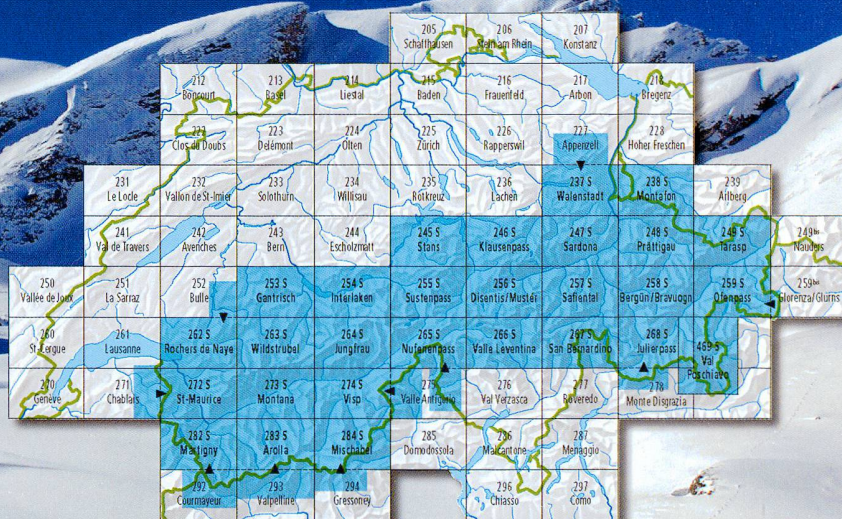 205 206 207
Schaffhausen Stein am Rhein Konstanz
212 213 214 215 216 217 218
Boncourt Basel Liestal Baden Frauenfeld Arbon Bregenz
222 223 224 225 226 227 228
Clos du Doubs Delémont Olten Zürich Rapperswil Appenzell Hoher Freschen
231 232 233 234 235 236 237 S 238 S 239
Le Locle Vallon de St-Imier Solothurn Willisau Rotkreuz Lachen Walenstadt Montafon Arlberg
241 242 243 244 245 S 246 S 247 S 248 S 249 S 249bis
Val de Travers Avenches Bern Escholzmatt Stans Klausenpass Sardona Prättigau Tarasp Nauders
250 251 252 253 S 254 S 255 S 256 S 257 S 258 S 259 S 259bis
Vallée de Joux La Sarraz Bulle Gantrisch Interlaken Sustenpass Disentis/Mustér Safiental Bergün/Bravuogn Ofenpass Glorenza/Glurns
260 261 262 S 263 S 264 S 265 S 266 S 267 S 268 S 469 S
St-Cergue Lausanne Rochers de Naye Wildstrubel Jungfrau Nufenenpass Valle Leventina San Bernardino Julierpass Val
Poschiavo
270 271 272 S 273 S 274 S 275 276 277 278
Genève Chablais St-Maurice Montana Visp Valle Antigorio Val Verzasca Roveredo Monte Disgrazia
282 S 283 S 284 S 285 286 287
Martigny Arolla Mischabel Domodossola Malcantone Menaggio
292 293 294 296 297
Courmayeur Valpelline Gressoney Chiasso Como